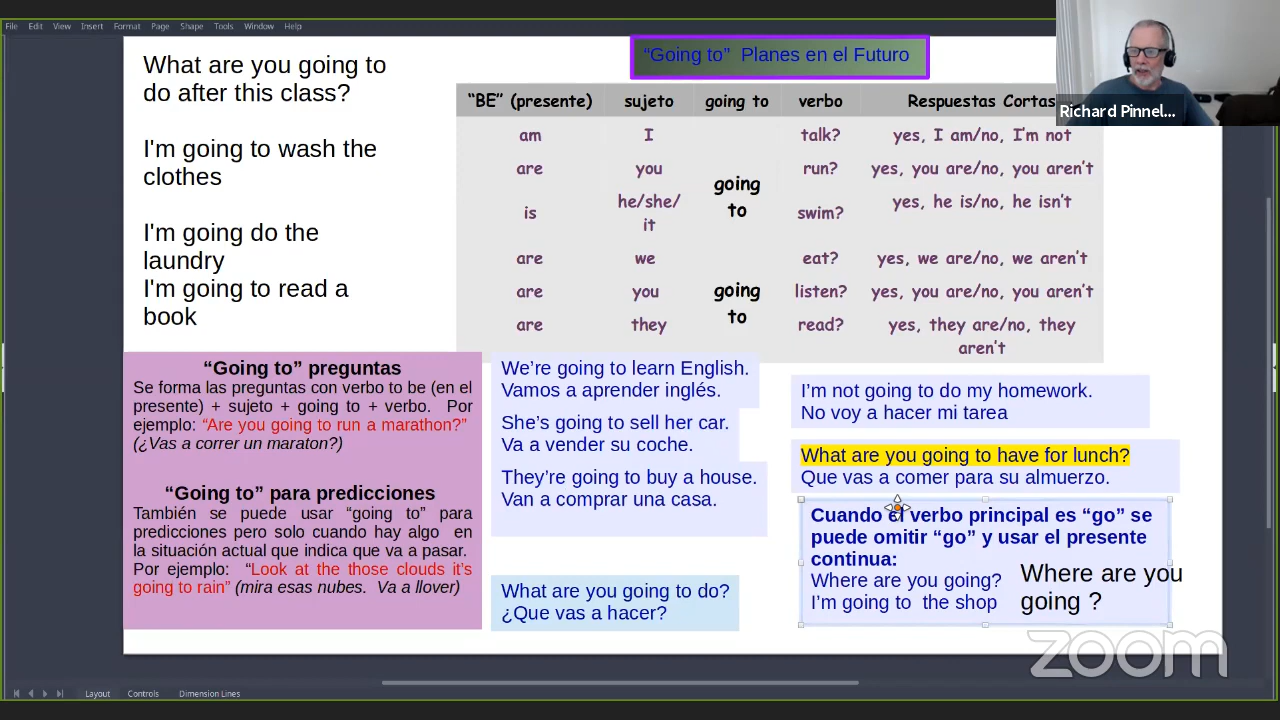 File Edit View Insert Format Page Shape Tools Window Help
What are you going to
do after this class?
I'm going to wash the
clothes
I'm going do the
laundry
I'm going to read a
book
“Going to” Planes en el Futuro
“BE” (presente) sujeto going to verbo Respuestas Cortas
am I talk? yes, I am/no, I'm not
are you run? yes, you are/no, you aren't
going
to
is he/she/ swim? yes, he is/no, he isn't
it
are we eat? yes, we are/no, we aren't
are you listen? yes, you are/no, you aren't
going
to
are they read? yes, they are/no, they
aren't
Richard Pinnel...
“Going to” preguntas
Se forma las preguntas con verbo to be (en el
presente) + sujeto + going to + verbo. Por
ejemplo: “Are you going to run a marathon?”
(¿Vas a correr un maraton?)
“Going to” para predicciones
También se puede usar “going to” para
predicciones pero solo cuando hay algo en
la situación actual que indica que va a pasar.
Por ejemplo: “Look at the those clouds it’s
going to rain” (mira esas nubes. Va a llover)
We’re going to learn English.
Vamos a aprender inglés.
She’s going to sell her car.
Va a vender su coche.
They’re going to buy a house.
Van a comprar una casa.
What are you going to do?
¿Que vas a hacer?
I’m not going to do my homework.
No voy a hacer mi tarea
What are you going to have for lunch?
Que vas a comer para su almuerzo.
Cuando el verbo principal es “go” se
puede omitir “go” y usar el presente
continua:
Where are you going?
I’m going to the shop
Where are you
going ?
zoom
Layout Controls Dimension Lines